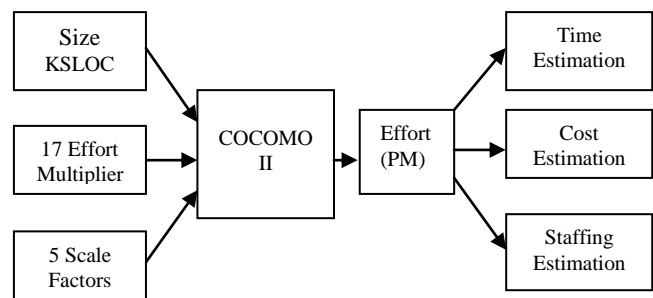 Size
KSLOC
17 Effort
Multiplier
5 Scale
Factors
COCOMO
II
Effort
(PM)
Time
Estimation
Cost
Estimation
Staffing
Estimation